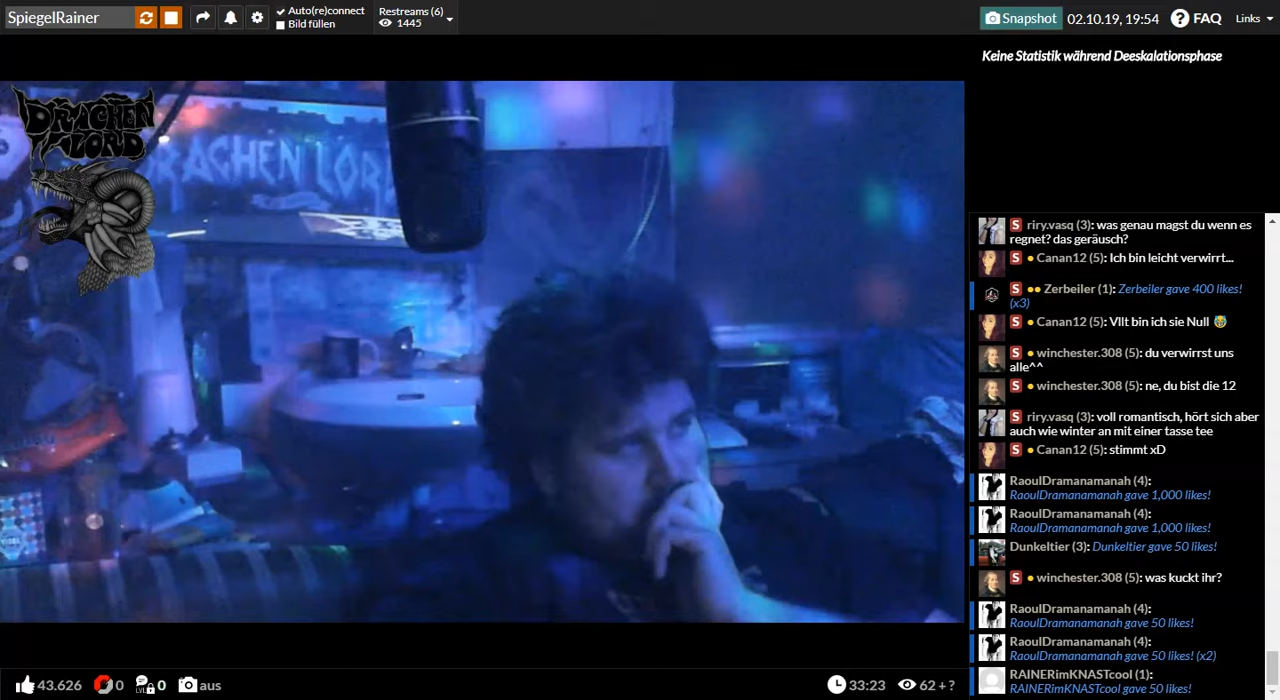 SpiegelRainer
Auto(re)connect
Bild füllen
Restreams (6)
1445
Snapshot
02.10.19, 19:54
? FAQ
Links
Keine Statistik während Deeskalationsphase
DRACHEN
LORD
DRACHEN LORD
S riry.vasq (3): was genau magst du wenn es
regnet? das geräusch?
S Canan12 (5): Ich bin leicht verwirrt...
S Zerbeiler (1): Zerbeiler gave 400 likes!
(x3)
S Canan12 (5): Vllt bin ich sie Null 😂
S winchester.308 (5): du verwirrst uns
alle^^
S winchester.308 (5): ne, du bist die 12
S riry.vasq (3): voll romantisch, hört sich aber
auch wie winter an mit einer tasse tee
S Canan12 (5): stimmt xD
RaoulDramanamanah (4):
RaoulDramanamanah gave 1,000 likes!
RaoulDramanamanah (4):
RaoulDramanamanah gave 1,000 likes!
Dunkeltier (3): Dunkeltier gave 50 likes!
S winchester.308 (5): was kuckt ihr?
RaoulDramanamanah (4):
RaoulDramanamanah gave 50 likes!
RaoulDramanamanah (4):
RaoulDramanamanah gave 50 likes! (x2)
RAINERimKNASTcool (1):
RAINERimKNASTcool gave 50 likes!
43.626
0
LVL 0
aus
33:23
62 + ?